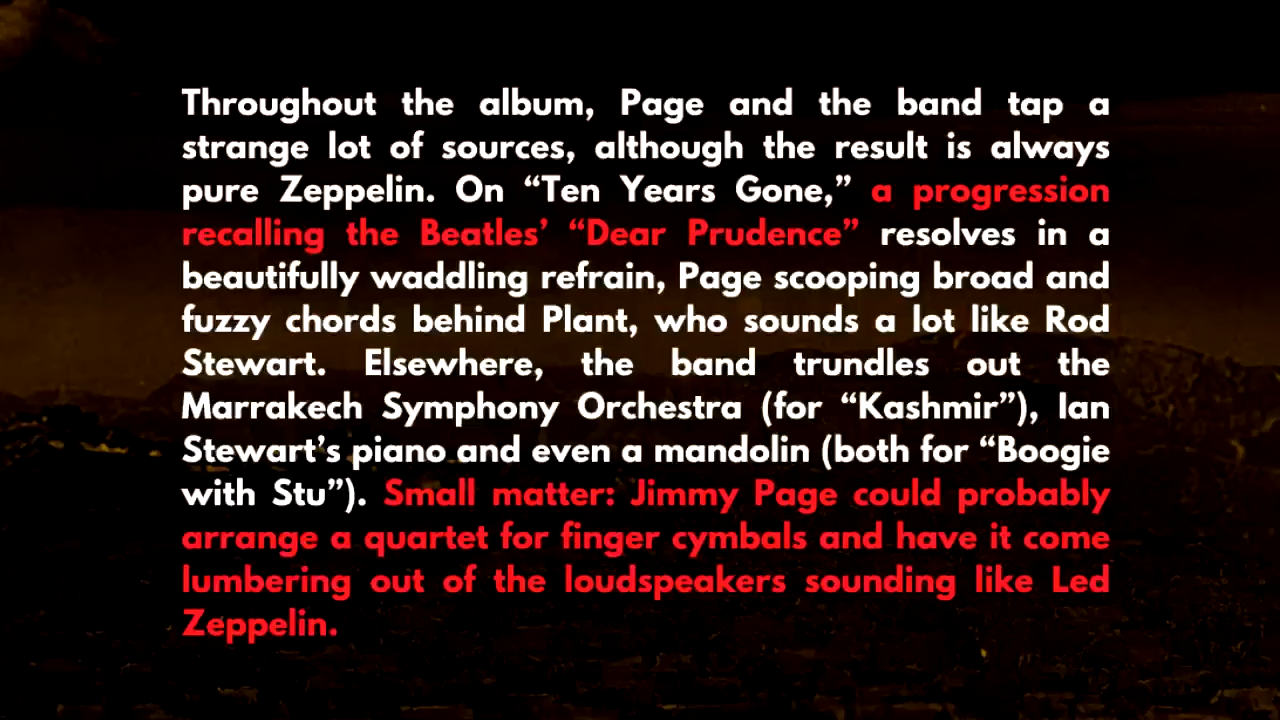 Throughout the album, Page and the band tap a
strange lot of sources, although the result is always
pure Zeppelin. On “Ten Years Gone,” a progression
recalling the Beatles’ “Dear Prudence” resolves in a
beautifully waddling refrain, Page scooping broad and
fuzzy chords behind Plant, who sounds a lot like Rod
Stewart. Elsewhere, the band trundles out the
Marrakech Symphony Orchestra (for “Kashmir”), Ian
Stewart’s piano and even a mandolin (both for “Boogie
with Stu”). Small matter: Jimmy Page could probably
arrange a quartet for finger cymbals and have it come
lumbering out of the loudspeakers sounding like Led
Zeppelin.